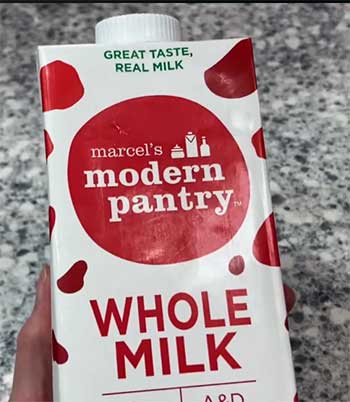 GREAT TASTE,
REAL MILK
marcel's
modern
pantry™
WHOLE
MILK
A&D